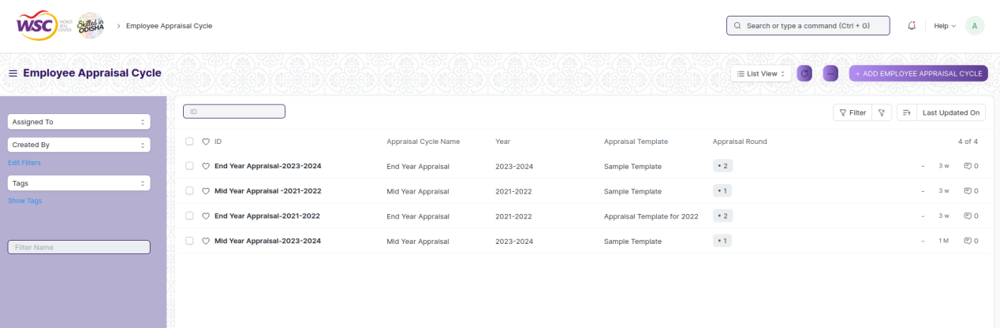 WSC WORLD SKILL CENTER Skilled in ODISHA > Employee Appraisal Cycle Search or type a command (Ctrl + G) Help A
Employee Appraisal Cycle List View ... + ADD EMPLOYEE APPRAISAL CYCLE
Assigned To
Created By
Edit Filters
Tags
Show Tags
Filter Name
ID Filter Last Updated On
ID Appraisal Cycle Name Year Appraisal Template Appraisal Round 4 of 4
End Year Appraisal-2023-2024 End Year Appraisal 2023-2024 Sample Template • 2 - 3 w 0
Mid Year Appraisal -2021-2022 Mid Year Appraisal 2021-2022 Sample Template • 1 - 3 w 0
End Year Appraisal-2021-2022 End Year Appraisal 2021-2022 Appraisal Template for 2022 • 2 - 3 w 0
Mid Year Appraisal-2023-2024 Mid Year Appraisal 2023-2024 Sample Template • 1 - 1 M 0